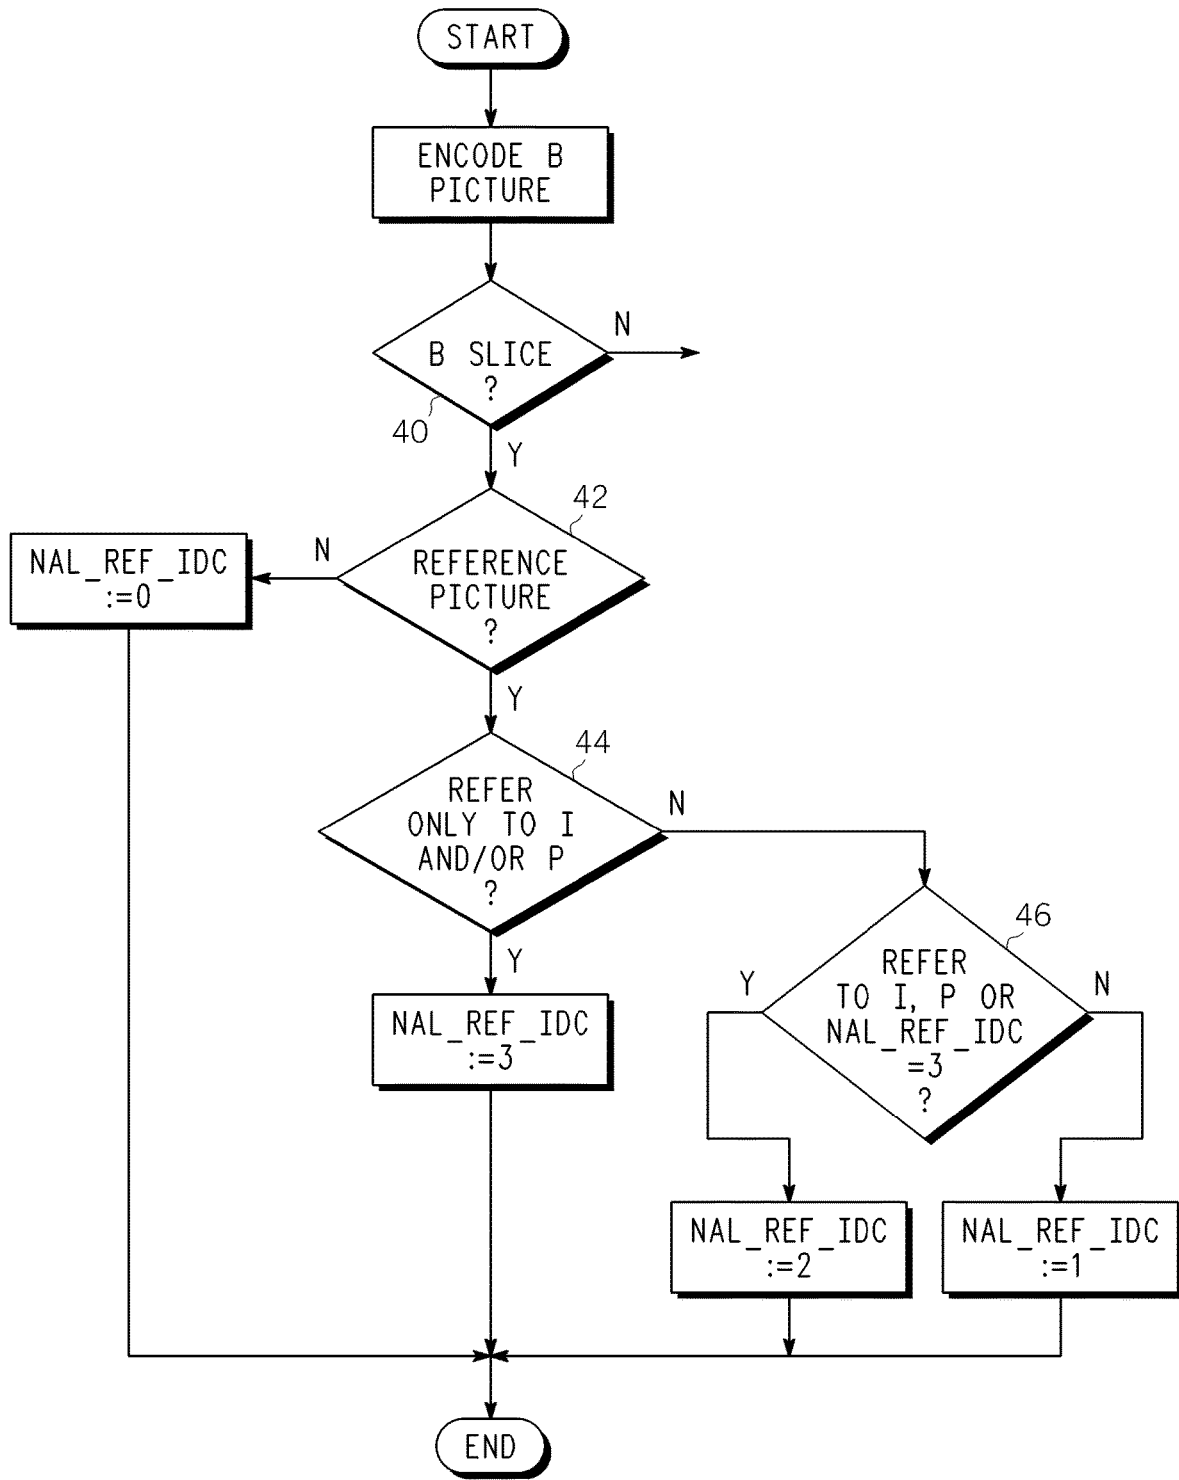 START
ENCODE B
PICTURE
N
B SLICE
?
40
Y
42
N
NAL_REF_IDC
:=0
REFERENCE
PICTURE
?
Y
44
REFER
ONLY TO I
AND/OR P
?
N
46
Y
Y
REFER
TO I, P OR
NAL_REF_IDC
=3
?
N
NAL_REF_IDC
:=3
NAL_REF_IDC
:=2
NAL_REF_IDC
:=1
END